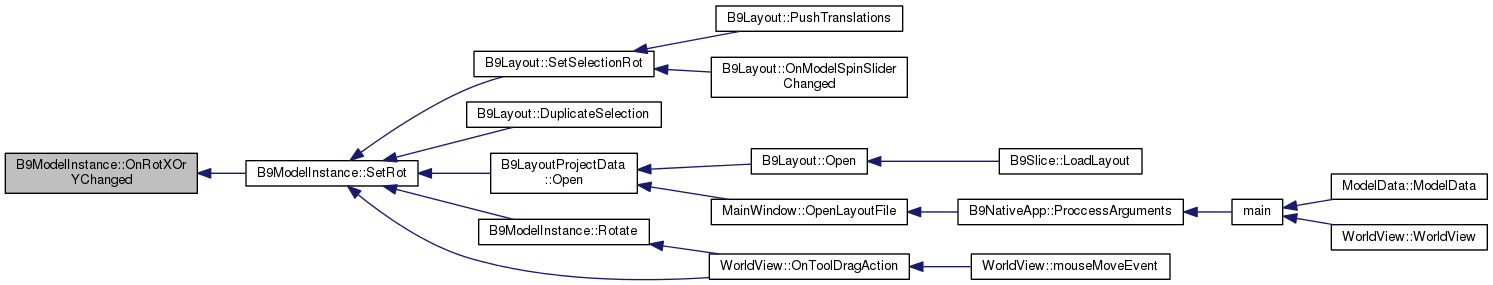 B9Layout::PushTranslations
B9Layout::SetSelectionRot
B9Layout::OnModelSpinSlider
Changed
B9Layout::DuplicateSelection
B9ModelInstance::OnRotXOr
YChanged
B9ModelInstance::SetRot
B9LayoutProjectData
::Open
B9Layout::Open
B9Slice::LoadLayout
MainWindow::OpenLayoutFile
B9NativeApp::ProccessArguments
main
ModelData::ModelData
WorldView::WorldView
B9ModelInstance::Rotate
WorldView::OnToolDragAction
WorldView::mouseMoveEvent